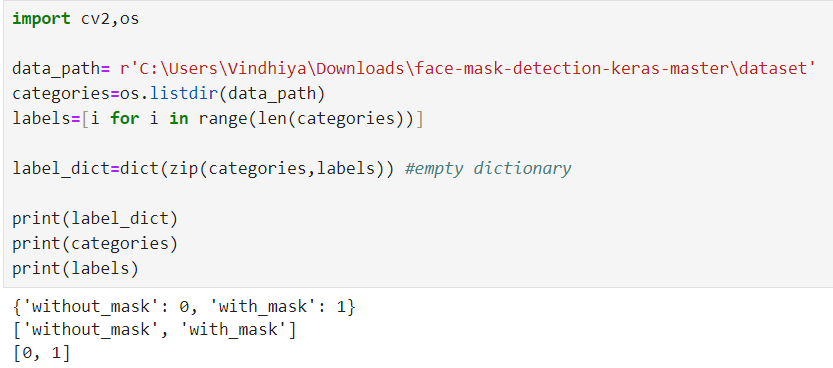 import cv2,os
data_path= r'C:\Users\Vindhiya\Downloads\face-mask-detection-keras-master\dataset'
categories=os.listdir(data_path)
labels=[i for i in range(len(categories))]
label_dict=dict(zip(categories,labels)) #empty dictionary
print(label_dict)
print(categories)
print(labels)
{'without_mask': 0, 'with_mask': 1}
['without_mask', 'with_mask']
[0, 1]